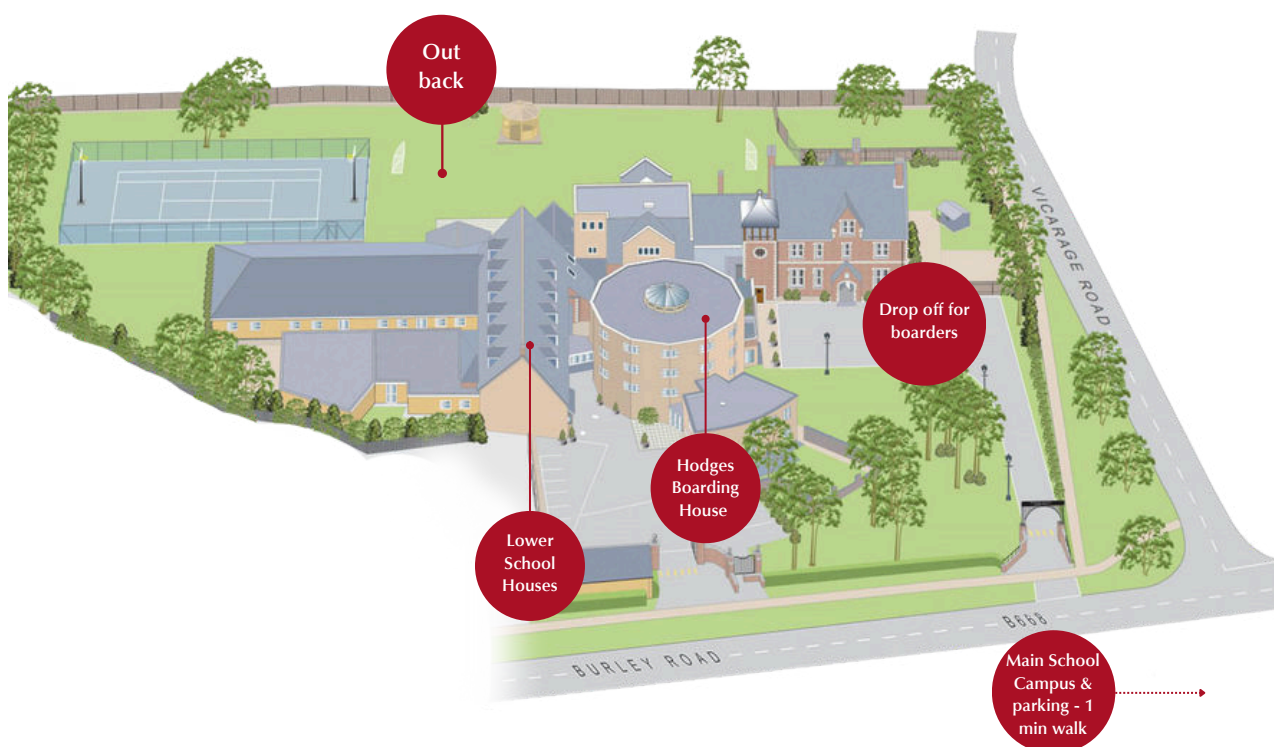 Out
back
VICARAGE ROAD
Drop off for
boarders
Hodges
Boarding
House
Lower
School
Houses
B668
BURLEY ROAD
Main School
Campus &
parking - 1
min walk